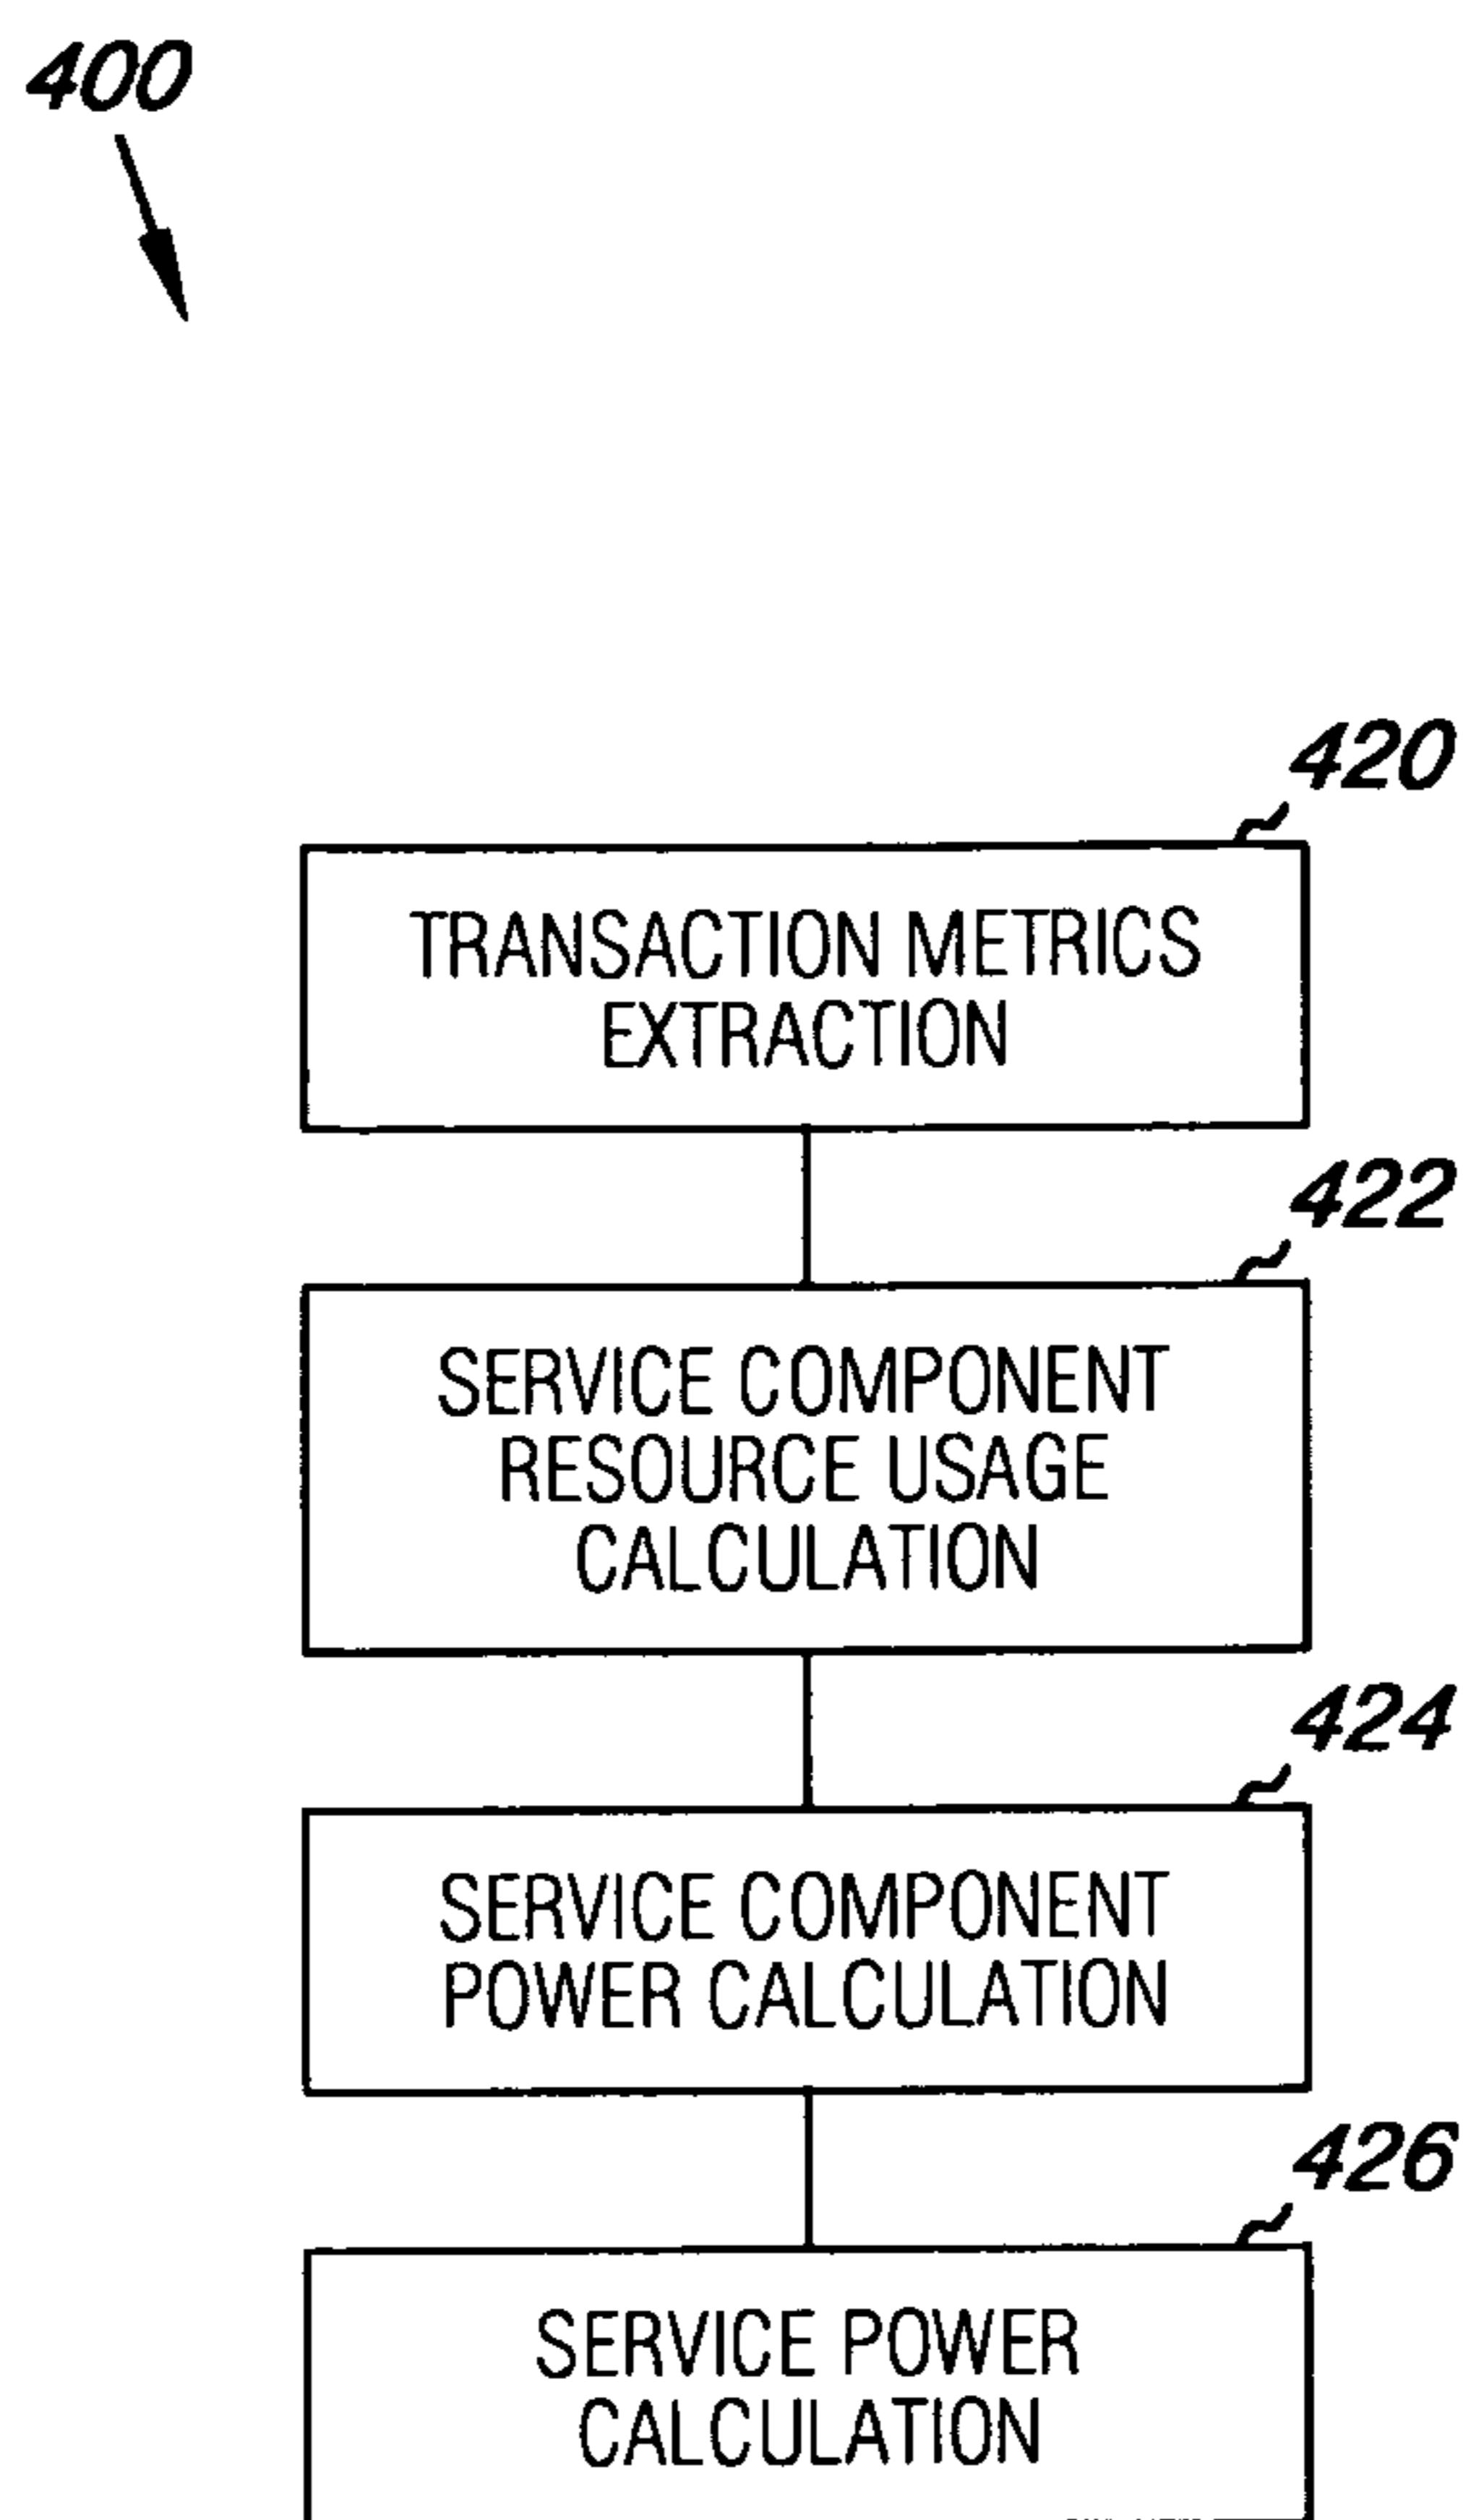 400
420
TRANSACTION METRICS
EXTRACTION
422
SERVICE COMPONENT
RESOURCE USAGE
CALCULATION
424
SERVICE COMPONENT
POWER CALCULATION
426
SERVICE POWER
CALCULATION